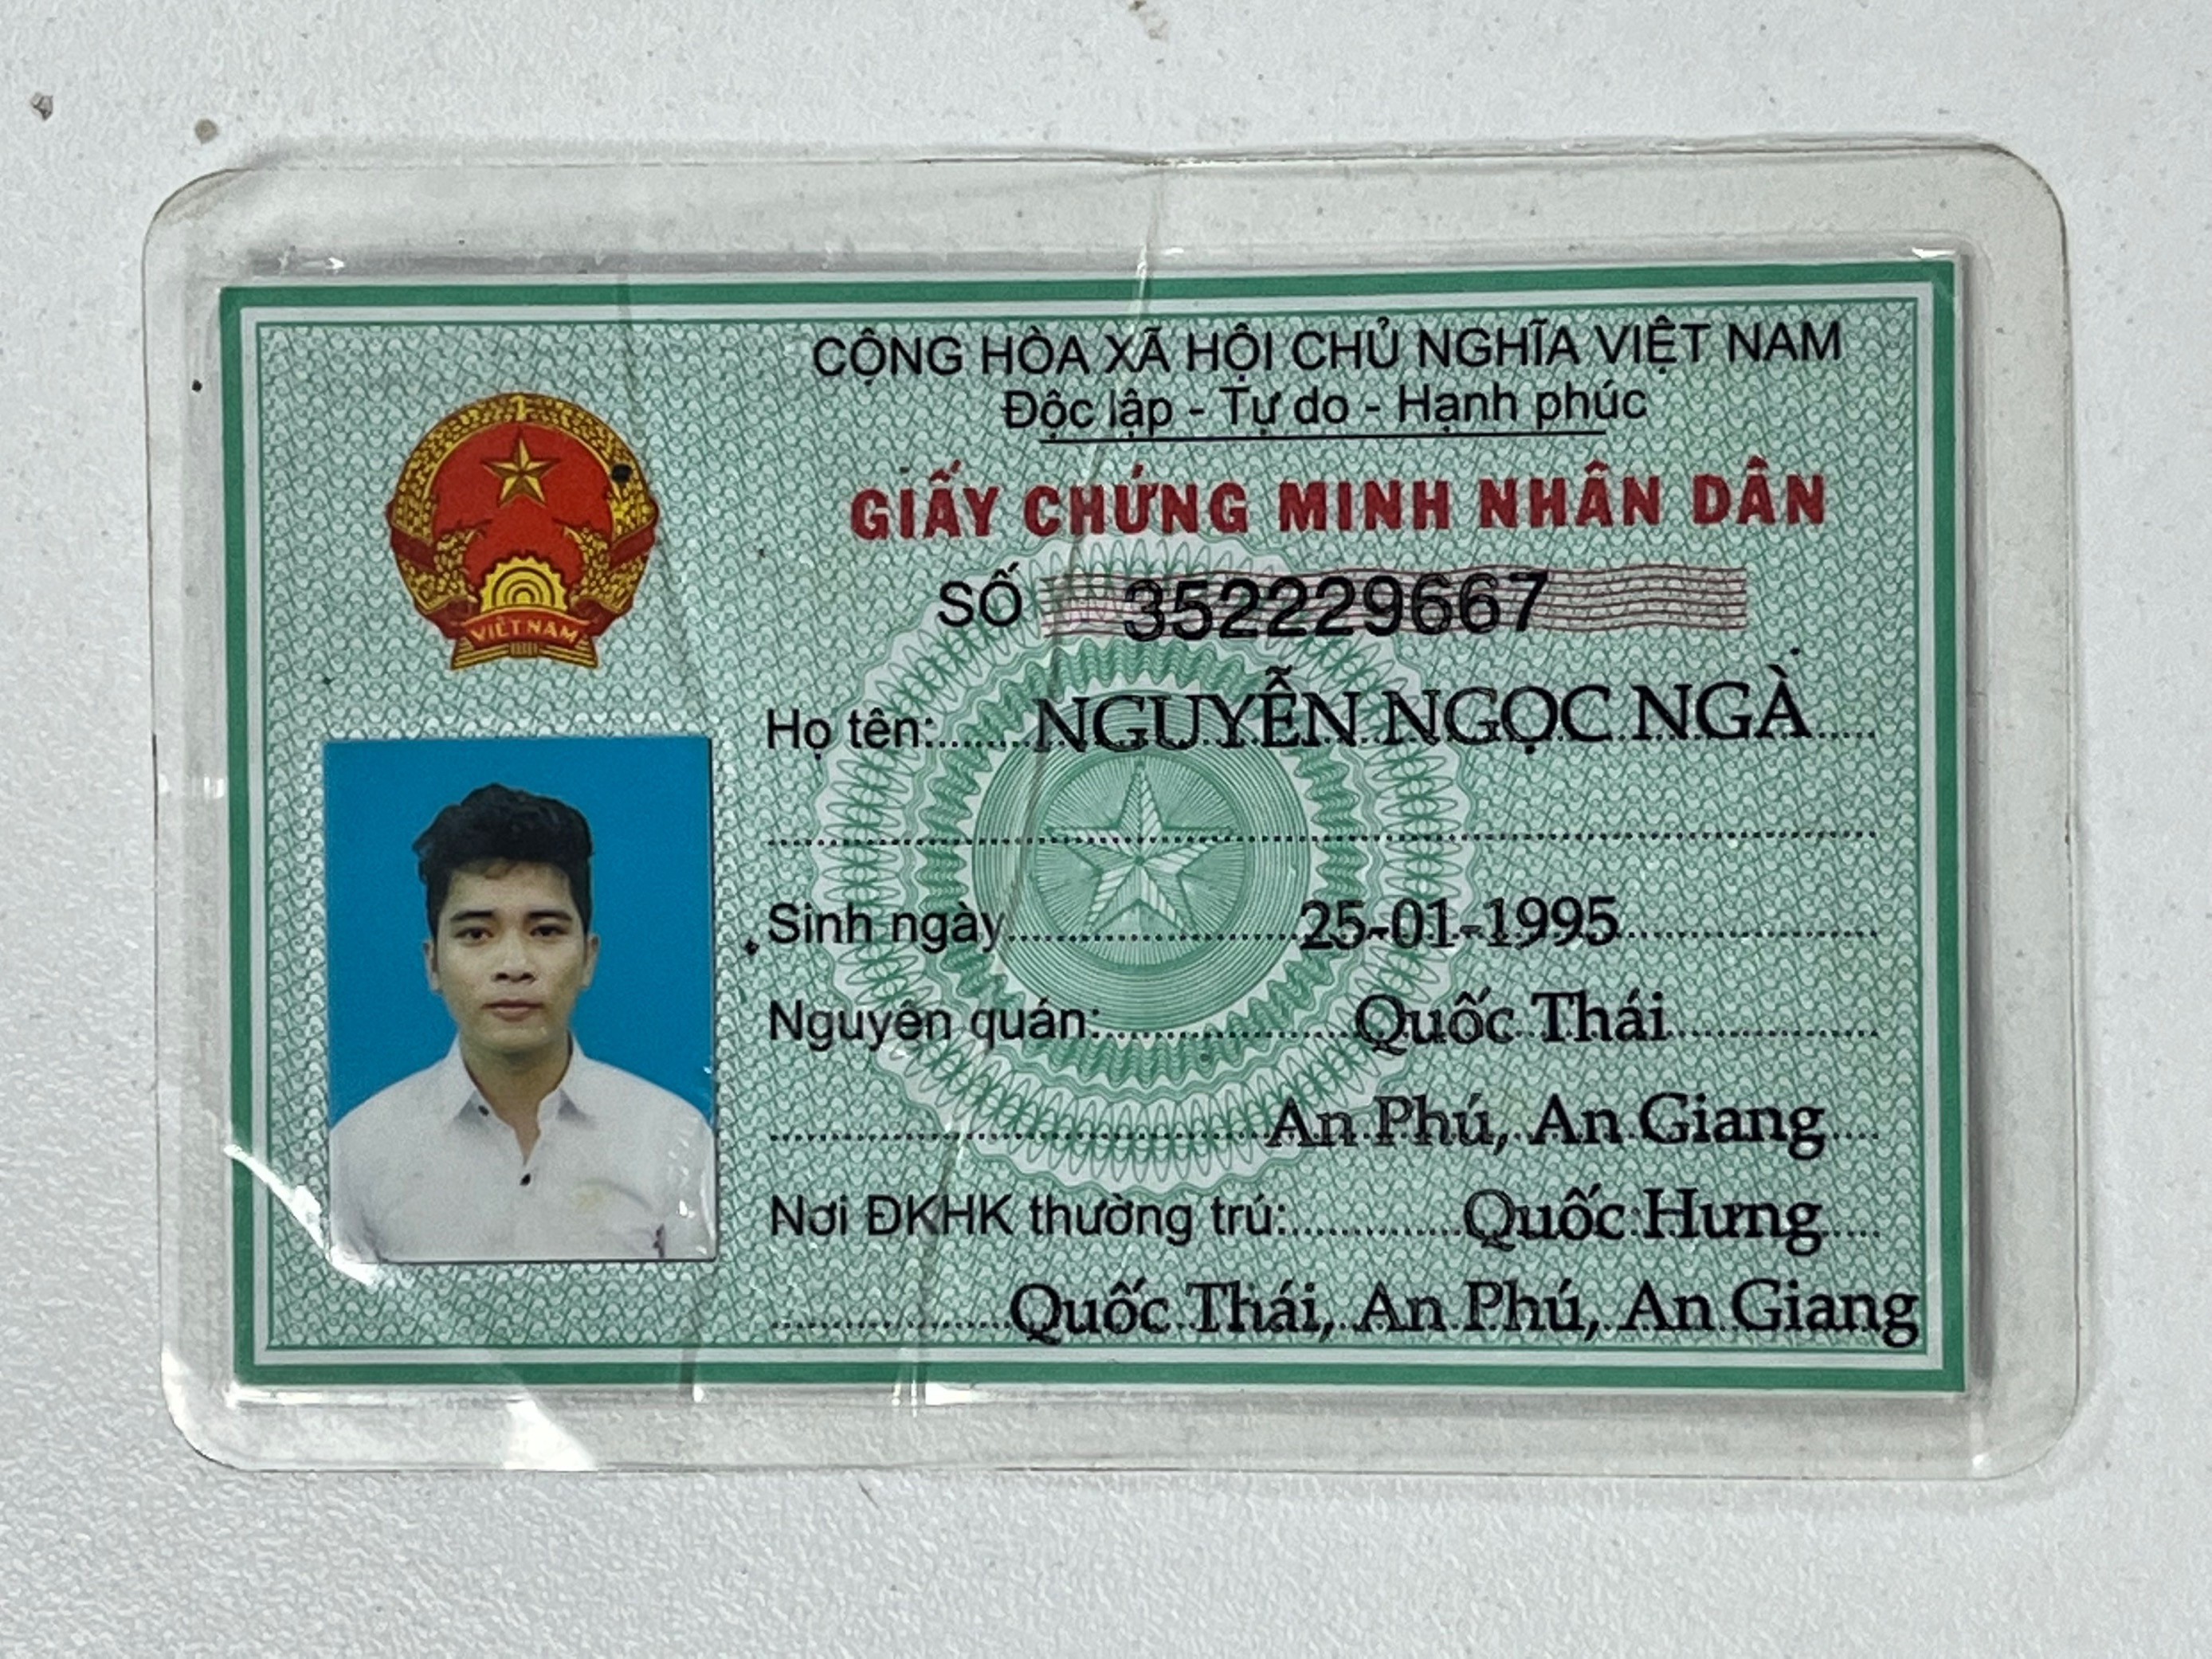 CỘNG HÒA XÃ HỘI CHỦ NGHĨA VIỆT NAM
Độc lập - Tự do - Hạnh phúc
GIẤY CHỨNG MINH NHÂN DÂN
SỐ 352229667
VIỆT NAM
Họ tên: NGUYỄN NGỌC NGÀ
Sinh ngày 25-01-1995
Nguyên quán: Quốc Thái
An Phú, An Giang
Nơi ĐKHK thường trú: Quốc Hưng
Quốc Thái, An Phú, An Giang